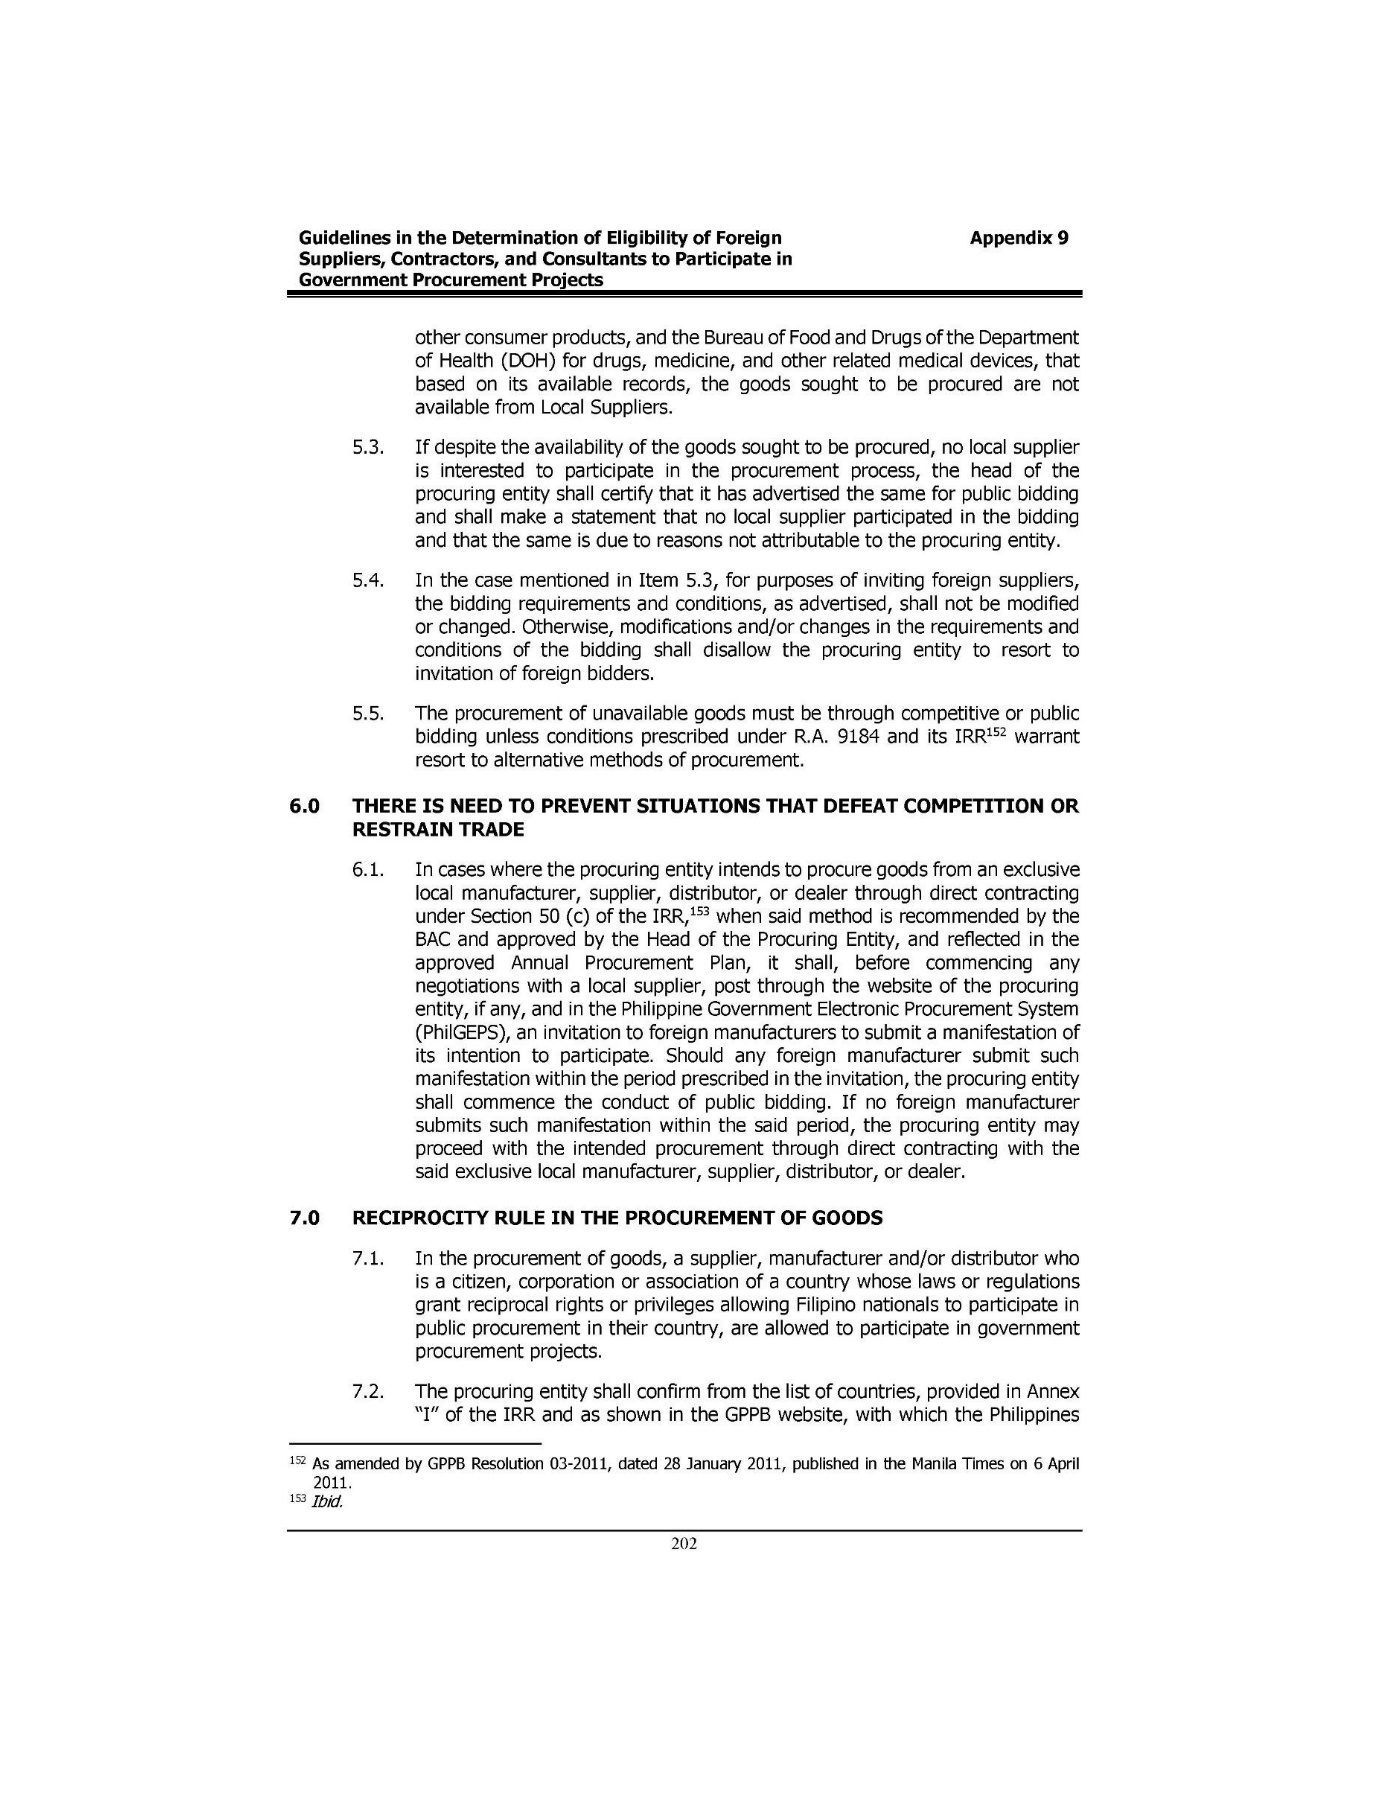 Guidelines in the Determination of Eligibility of Foreign Appendix 9
Suppliers, Contractors, and Consultants to Participate in
Government Procurement Projects
other consumer products, and the Bureau of Food and Drugs of the Department
of Health (DOH) for drugs, medicine, and other related medical devices, that
based on its available records, the goods sought to be procured are not
available from Local Suppliers.
5.3. If despite the availability of the goods sought to be procured, no local supplier
is interested to participate in the procurement process, the head of the
procuring entity shall certify that it has advertised the same for public bidding
and shall make a statement that no local supplier participated in the bidding
and that the same is due to reasons not attributable to the procuring entity.
5.4. In the case mentioned in Item 5.3, for purposes of inviting foreign suppliers,
the bidding requirements and conditions, as advertised, shall not be modified
or changed. Otherwise, modifications and/or changes in the requirements and
conditions of the bidding shall disallow the procuring entity to resort to
invitation of foreign bidders.
5.5. The procurement of unavailable goods must be through competitive or public
bidding unless conditions prescribed under R.A. 9184 and its IRR152 warrant
resort to alternative methods of procurement.
6.0 THERE IS NEED TO PREVENT SITUATIONS THAT DEFEAT COMPETITION OR
RESTRAIN TRADE
6.1. In cases where the procuring entity intends to procure goods from an exclusive
local manufacturer, supplier, distributor, or dealer through direct contracting
under Section 50 (c) of the IRR,153 when said method is recommended by the
BAC and approved by the Head of the Procuring Entity, and reflected in the
approved Annual Procurement Plan, it shall, before commencing any
negotiations with a local supplier, post through the website of the procuring
entity, if any, and in the Philippine Government Electronic Procurement System
(PhilGEPS), an invitation to foreign manufacturers to submit a manifestation of
its intention to participate. Should any foreign manufacturer submit such
manifestation within the period prescribed in the invitation, the procuring entity
shall commence the conduct of public bidding. If no foreign manufacturer
submits such manifestation within the said period, the procuring entity may
proceed with the intended procurement through direct contracting with the
said exclusive local manufacturer, supplier, distributor, or dealer.
7.0 RECIPROCITY RULE IN THE PROCUREMENT OF GOODS
7.1. In the procurement of goods, a supplier, manufacturer and/or distributor who
is a citizen, corporation or association of a country whose laws or regulations
grant reciprocal rights or privileges allowing Filipino nationals to participate in
public procurement in their country, are allowed to participate in government
procurement projects.
7.2. The procuring entity shall confirm from the list of countries, provided in Annex
"I" of the IRR and as shown in the GPPB website, with which the Philippines
152 As amended by GPPB Resolution 03-2011, dated 28 January 2011, published in the Manila Times on 6 April
2011.
153 Ibid.
202